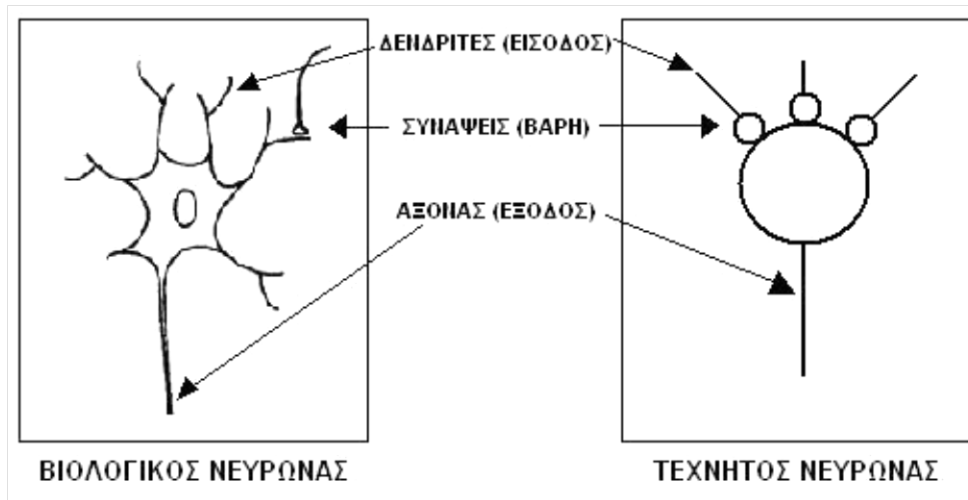 ΔΕΝΔΡΙΤΕΣ (ΕΙΣΟΔΟΣ)
ΣΥΝΑΨΕΙΣ (ΒΑΡΗ)
ΑΞΟΝΑΣ (ΕΞΟΔΟΣ)
ΒΙΟΛΟΓΙΚΟΣ ΝΕΥΡΩΝΑΣ
ΤΕΧΝΗΤΟΣ ΝΕΥΡΩΝΑΣ